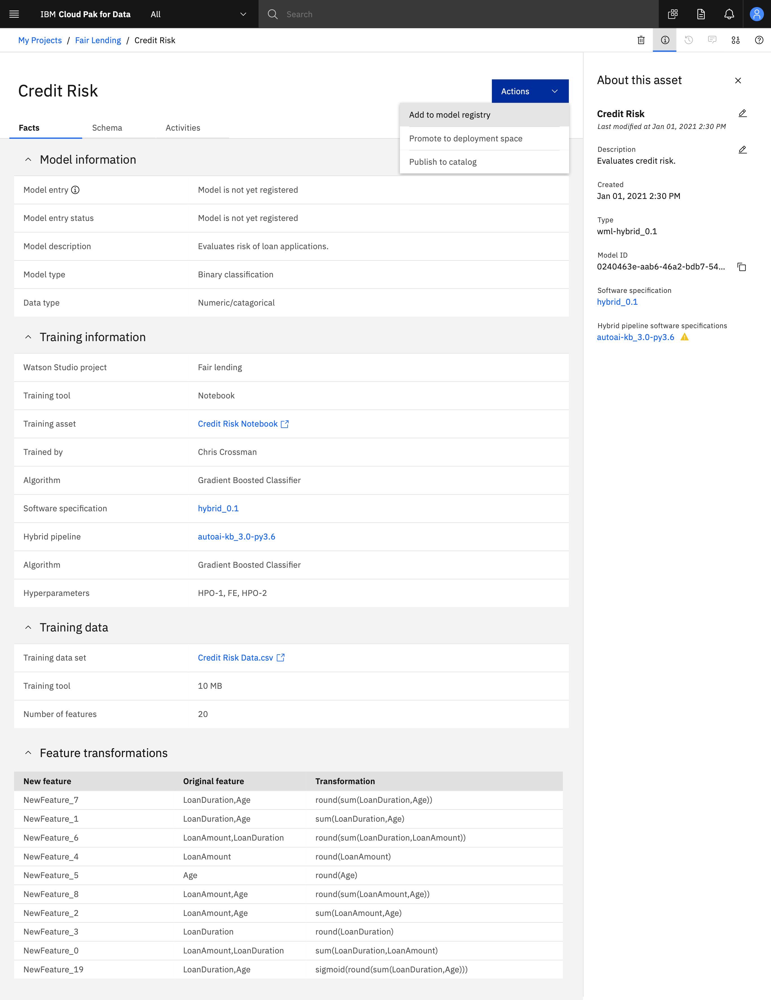 IBM Cloud Pak for Data All Search
My Projects / Fair Lending / Credit Risk
Credit Risk
Actions
Add to model registry
Promote to deployment space
Publish to catalog
Facts Schema Activities
Model information
Model entry Model is not yet registered
Model entry status Model is not yet registered
Model description Evaluates risk of loan applications.
Model type Binary classification
Data type Numeric/catagorical
Training information
Watson Studio project Fair lending
Training tool Notebook
Training asset Credit Risk Notebook
Trained by Chris Crossman
Algorithm Gradient Boosted Classifier
Software specification hybrid_0.1
Hybrid pipeline autoai-kb_3.0-py3.6
Algorithm Gradient Boosted Classifier
Hyperparameters HPO-1, FE, HPO-2
Training data
Training data set Credit Risk Data.csv
Training tool 10 MB
Number of features 20
Feature transformations
New feature Original feature Transformation
NewFeature_7 LoanDuration,Age round(sum(LoanDuration,Age))
NewFeature_1 LoanDuration,Age sum(LoanDuration,Age)
NewFeature_6 LoanAmount,LoanDuration round(sum(LoanDuration,LoanAmount))
NewFeature_4 LoanAmount round(LoanAmount)
NewFeature_5 Age round(Age)
NewFeature_8 LoanAmount,Age round(sum(LoanAmount,Age))
NewFeature_2 LoanAmount,Age sum(LoanAmount,Age)
NewFeature_3 LoanDuration round(LoanDuration)
NewFeature_0 LoanAmount,LoanDuration sum(LoanDuration,LoanAmount)
NewFeature_19 LoanDuration,Age sigmoid(round(sum(LoanDuration,Age)))
About this asset
Credit Risk
Last modified at Jan 01, 2021 2:30 PM
Description
Evaluates credit risk.
Created
Jan 01, 2021 2:30 PM
Type
wml-hybrid_0.1
Model ID
0240463e-aab6-46a2-bdb7-54...
Software specification
hybrid_0.1
Hybrid pipeline software specifications
autoai-kb_3.0-py3.6